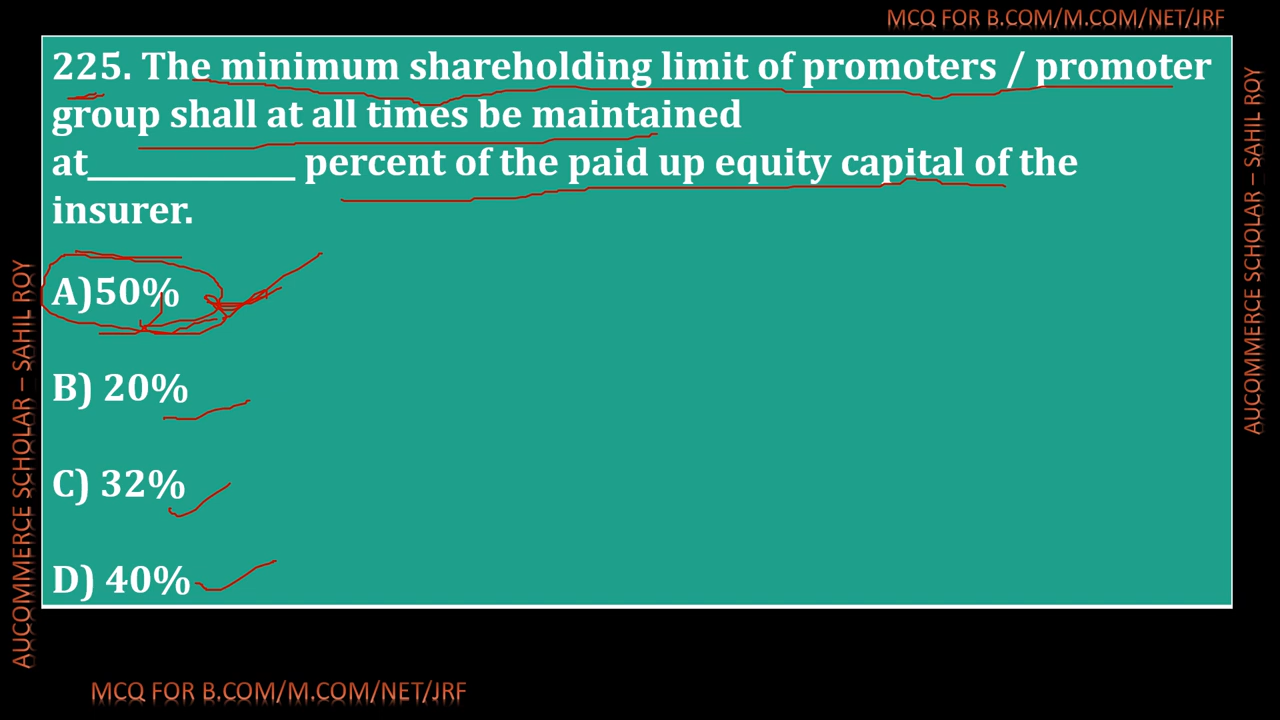 MCQ FOR B.COM/M.COM/NET/JRF
225. The minimum shareholding limit of promoters / promoter
group shall at all times be maintained
at_____________ percent of the paid up equity capital of the
insurer.
A)50%
B) 20%
C) 32%
D) 40%
AUCOMMERCE SCHOLAR – SAHIL ROY
AUCOMMERCE SCHOLAR – SAHIL ROY
MCQ FOR B.COM/M.COM/NET/JRF